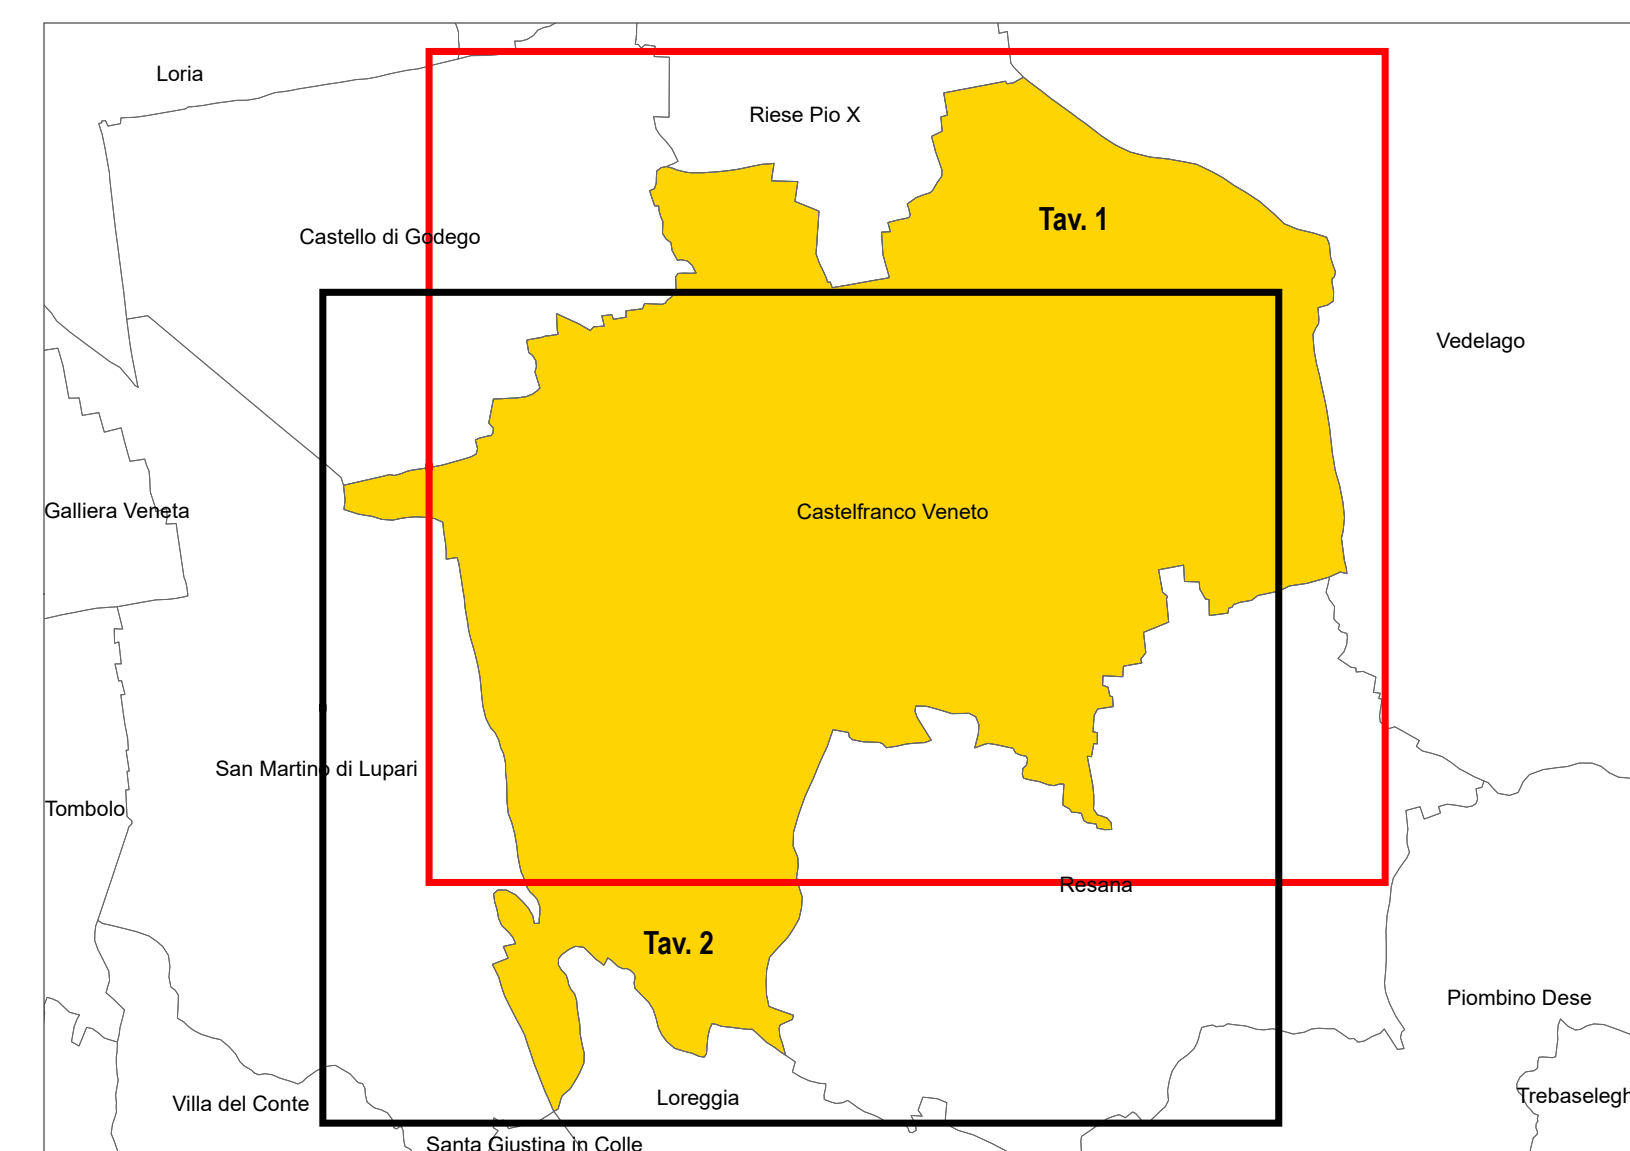 Loria
Riese Pio X
Tav. 1
Castello di Godego
Vedelago
Galliera Veneta
Castelfranco Veneto
San Martino di Lupari
Tombolo
Resana
Tav. 2
Piombino Dese
Loreggia
Trebaselegh
Villa del Conte
Santa Giustina in Colle